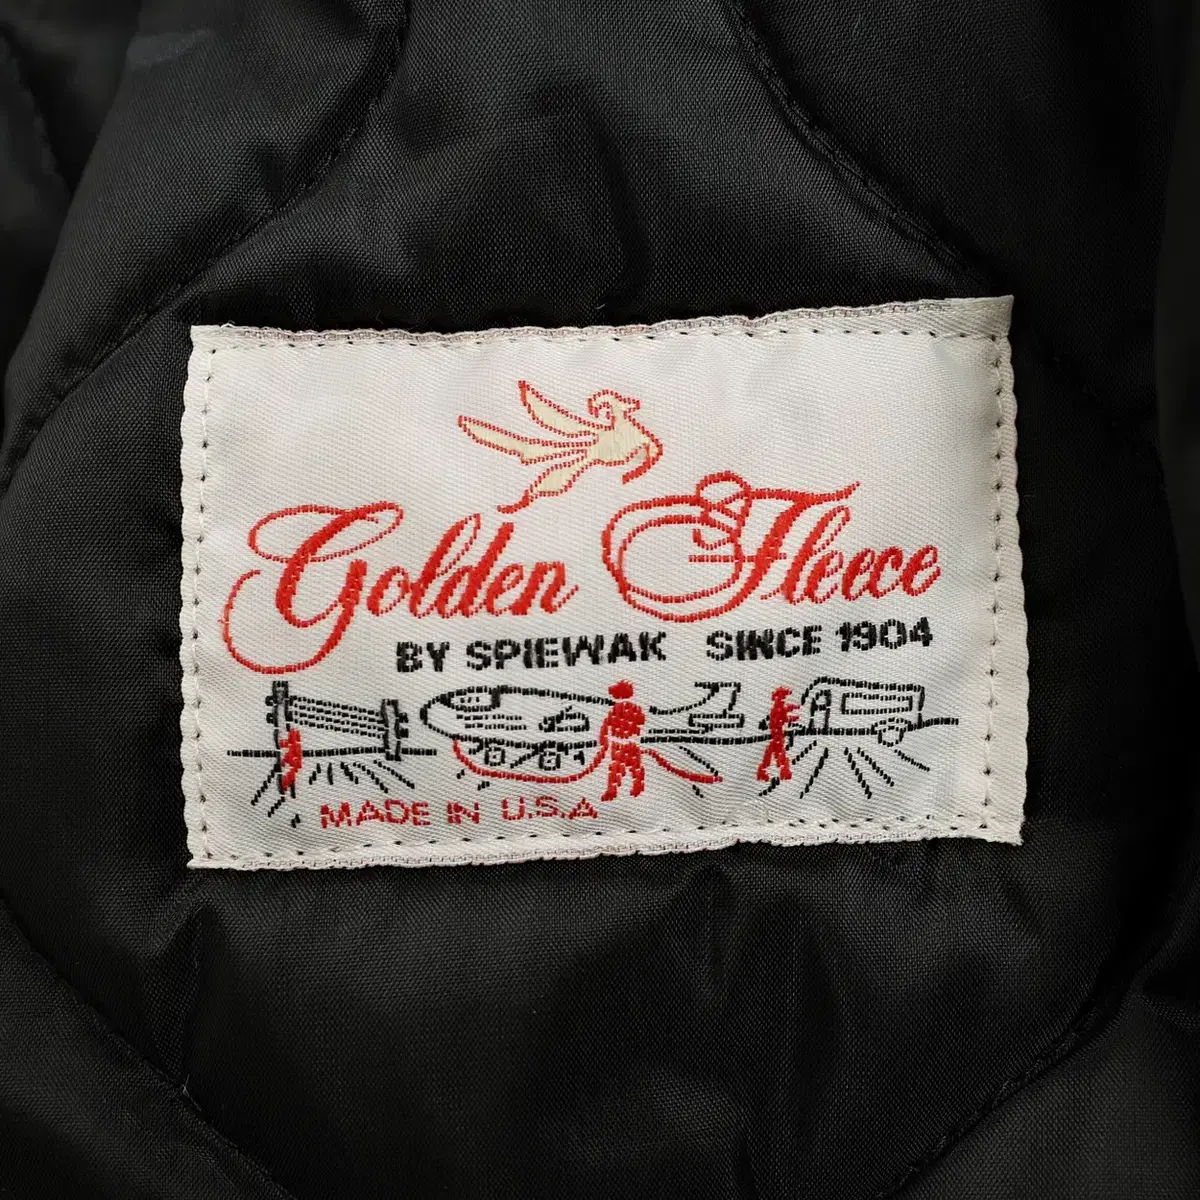 Golden Fleece
BY SPIEWAK SINCE 1904
MADE IN U.S.A